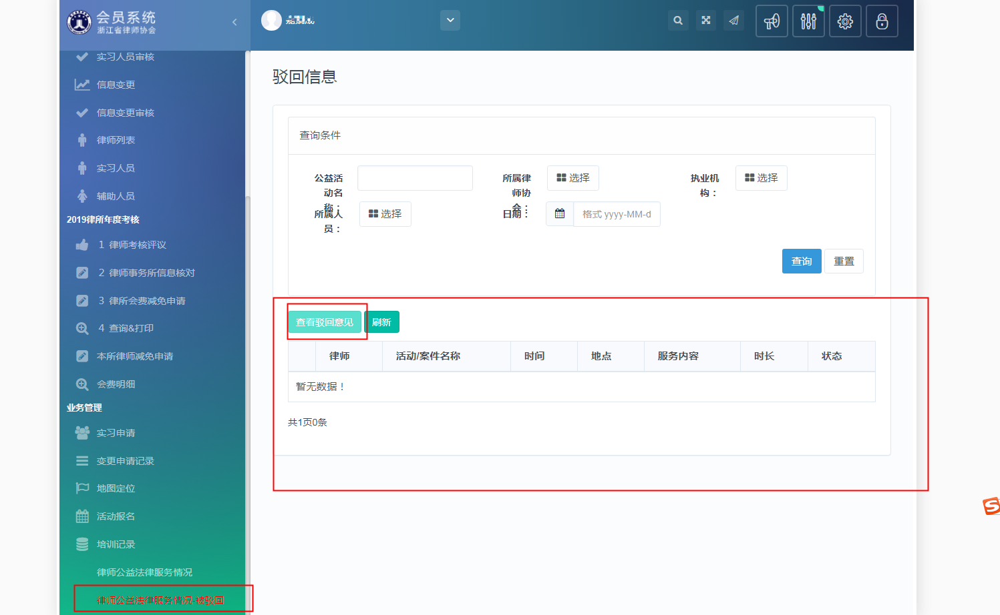 会员系统
浙江省律师协会
实习人员审核
信息变更
信息变更审核
律师列表
实习人员
辅助人员
2019律所年度考核
1 律师考核评议
2 律师事务所信息核对
3 律所会费减免申请
4 查询&打印
本所律师减免申请
会费明细
业务管理
实习申请
变更申请记录
地图定位
活动报名
培训记录
律师公益法律服务情况
律师公益法律服务情况-被驳回
驳回信息
查询条件
公益活动名称：
所属律师协会：
选择
执业机构：
选择
所属人员：
选择
日期：
格式 yyyy-MM-d
查询 重置
查看驳回意见 刷新
律师 活动/案件名称 时间 地点 服务内容 时长 状态
暂无数据！
共1页0条